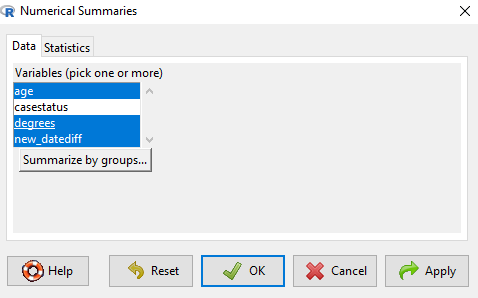 Numerical Summaries
Data Statistics
Variables (pick one or more)
age
casestatus
degrees
new_datediff
Summarize by groups...
Help Reset OK Cancel Apply